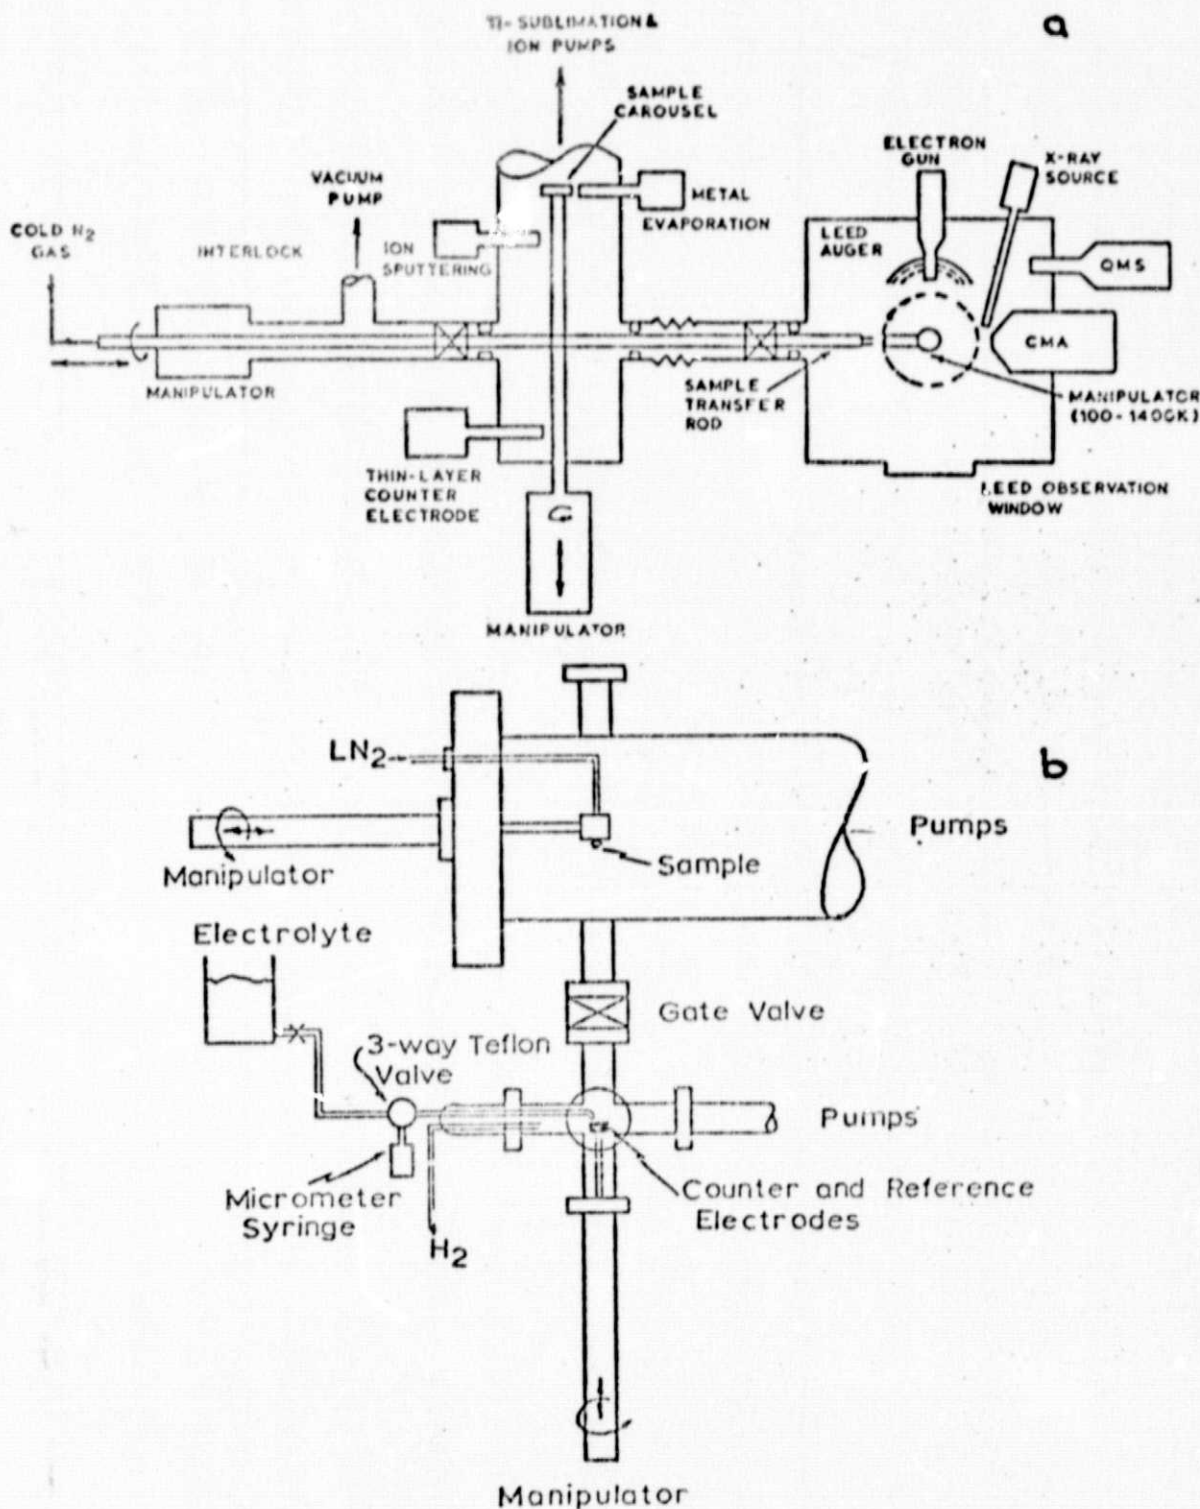 TI-SUBLIMATION &
ION PUMPS
a
SAMPLE
CAROUSEL
ELECTRON
GUN
X-RAY
SOURCE
VACUUM
PUMP
METAL
EVAPORATION
COLD N2
GAS
INTERLOCK
ION
SPUTTERING
LEED
AUGER
QMS
CMA
MANIPULATOR
SAMPLE
TRANSFER
ROD
MANIPULATOR
(100-1400K)
THIN-LAYER
COUNTER
ELECTRODE
LEED OBSERVATION
WINDOW
MANIPULATOR
LN2
b
Pumps
Sample
Manipulator
Electrolyte
Gate Valve
3-way Teflon
Valve
Pumps
Micrometer
Syringe
Counter and Reference
Electrodes
H2
Manipulator